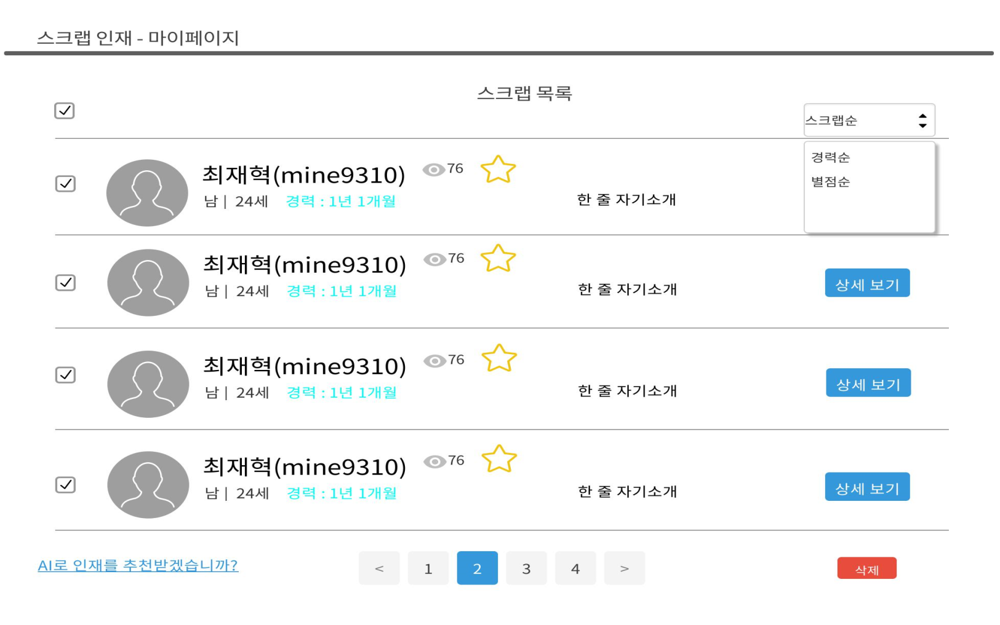 스크랩 인재 - 마이페이지
스크랩 목록
스크랩순
경력순
별점순
최재혁(mine9310) 76
남 | 24세 경력 : 1년 1개월
한 줄 자기소개
최재혁(mine9310) 76
남 | 24세 경력 : 1년 1개월
한 줄 자기소개
상세 보기
최재혁(mine9310) 76
남 | 24세 경력 : 1년 1개월
한 줄 자기소개
상세 보기
최재혁(mine9310) 76
남 | 24세 경력 : 1년 1개월
한 줄 자기소개
상세 보기
AI로 인재를 추천받겠습니까?
< 1 2 3 4 >
삭제